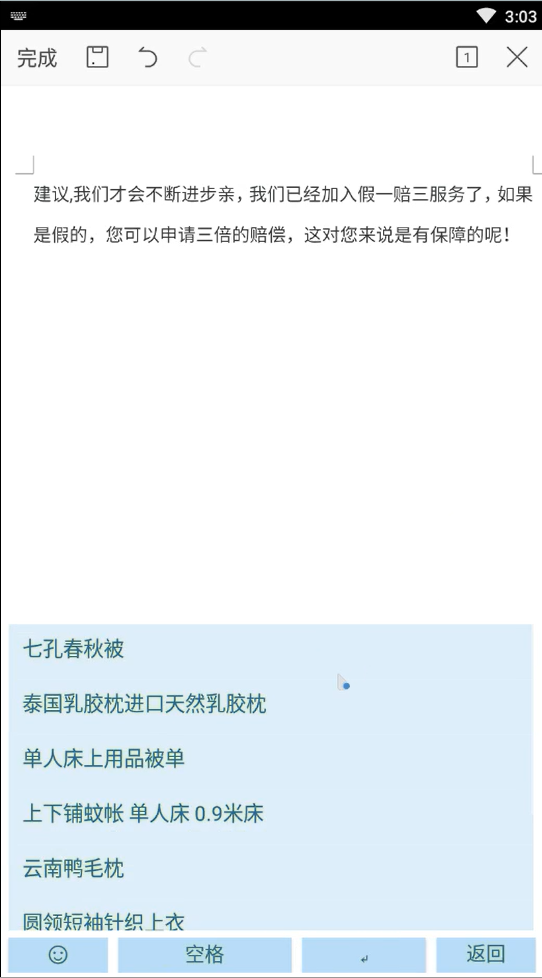 3:03
完成
1
建议,我们才会不断进步亲，我们已经加入假一赔三服务了，如果
是假的，您可以申请三倍的赔偿，这对您来说是有保障的呢！
七孔春秋被
泰国乳胶枕进口天然乳胶枕
单人床上用品被单
上下铺蚊帐 单人床 0.9米床
云南鸭毛枕
圆领短袖针织上衣
空格
返回